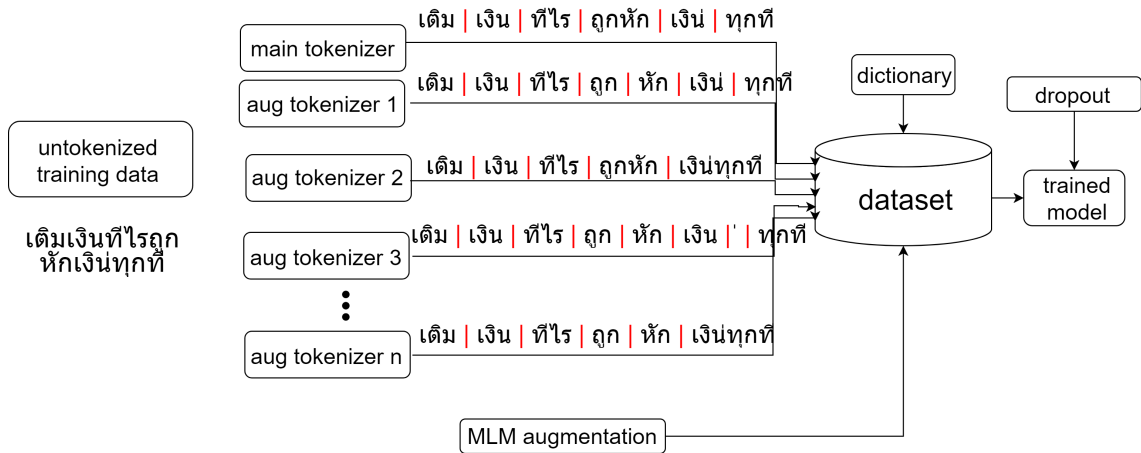 เติม | เงิน | ทีไร | ถูกหัก | เงิน่ | ทุกที
main tokenizer
เติม | เงิน | ทีไร | ถูก | หัก | เงิน่ | ทุกที
dictionary
aug tokenizer 1
dropout
untokenized
training data
เติม | เงิน | ทีไร | ถูกหัก | เงิน่ทุกที
aug tokenizer 2
dataset
trained
model
เติมเงินทีไรถูก
หักเงิน่ทุกที
เติม | เงิน | ทีไร | ถูก | หัก | เงิน |่ | ทุกที
aug tokenizer 3
เติม | เงิน | ทีไร | ถูก | หัก | เงิน่ทุกที
aug tokenizer n
MLM augmentation